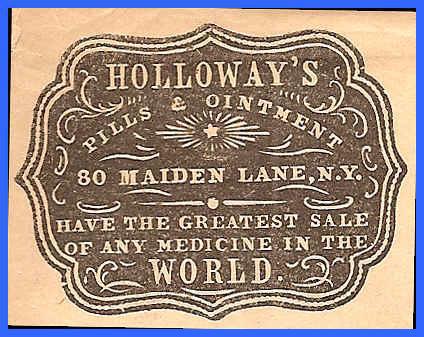 HOLLOWAY'S
PILLS & OINTMENT
80 MAIDEN LANE, N.Y.
HAVE THE GREATEST SALE
OF ANY MEDICINE IN THE
WORLD.